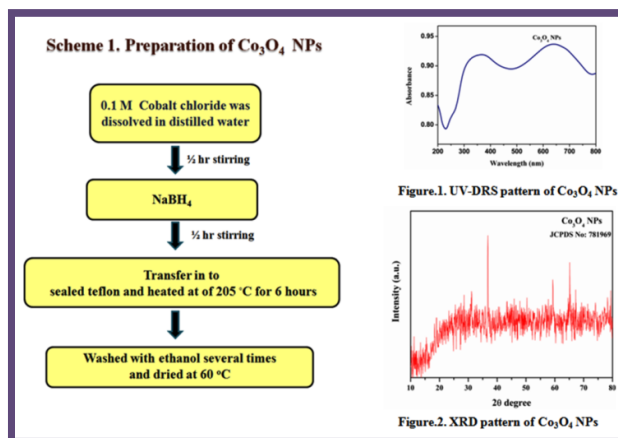 Scheme 1. Preparation of Co₃O₄ NPs
0.1 M Cobalt chloride was
dissolved in distilled water
½ hr stirring
NaBH₄
½ hr stirring
Transfer in to
sealed teflon and heated at of 205 °C for 6 hours
Washed with ethanol several times
and dried at 60 °C
Co₃O₄ NPs
Absorbance
0.95
0.90
0.85
0.80
200 300 400 500 600 700 800
Wavelength (nm)
Figure.1. UV-DRS pattern of Co₃O₄ NPs
Co₃O₄ NPs
JCPDS No: 781969
Intensity (a.u.)
10 20 30 40 50 60 70 80
2θ degree
Figure.2. XRD pattern of Co₃O₄ NPs